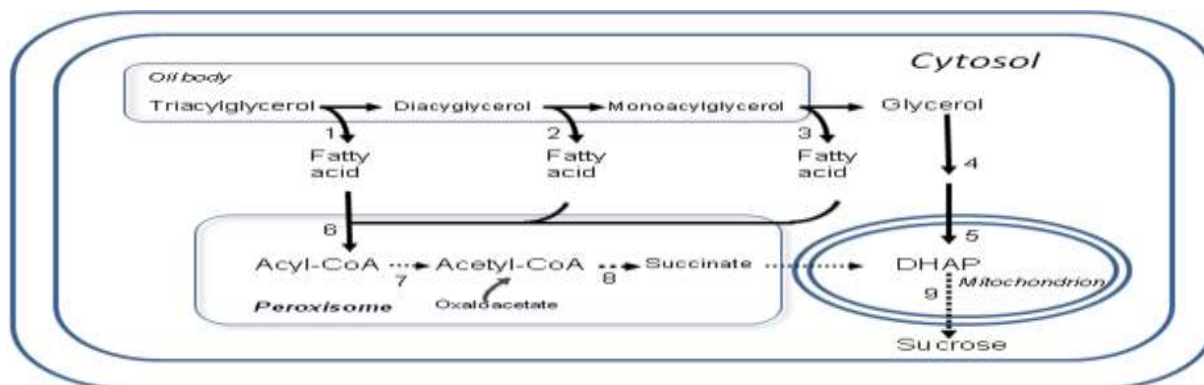 Cytosol
Oil body
Triacylglycerol Diacyglycerol Monoacylglycerol Glycerol
1 2 3
Fatty acid
Fatty acid
Fatty acid
4
6
5
Acyl-CoA Acetyl-CoA Succinate DHAP
7 8
9 Mitochondrion
Peroxisome
Oxaloacetate
Sucrose